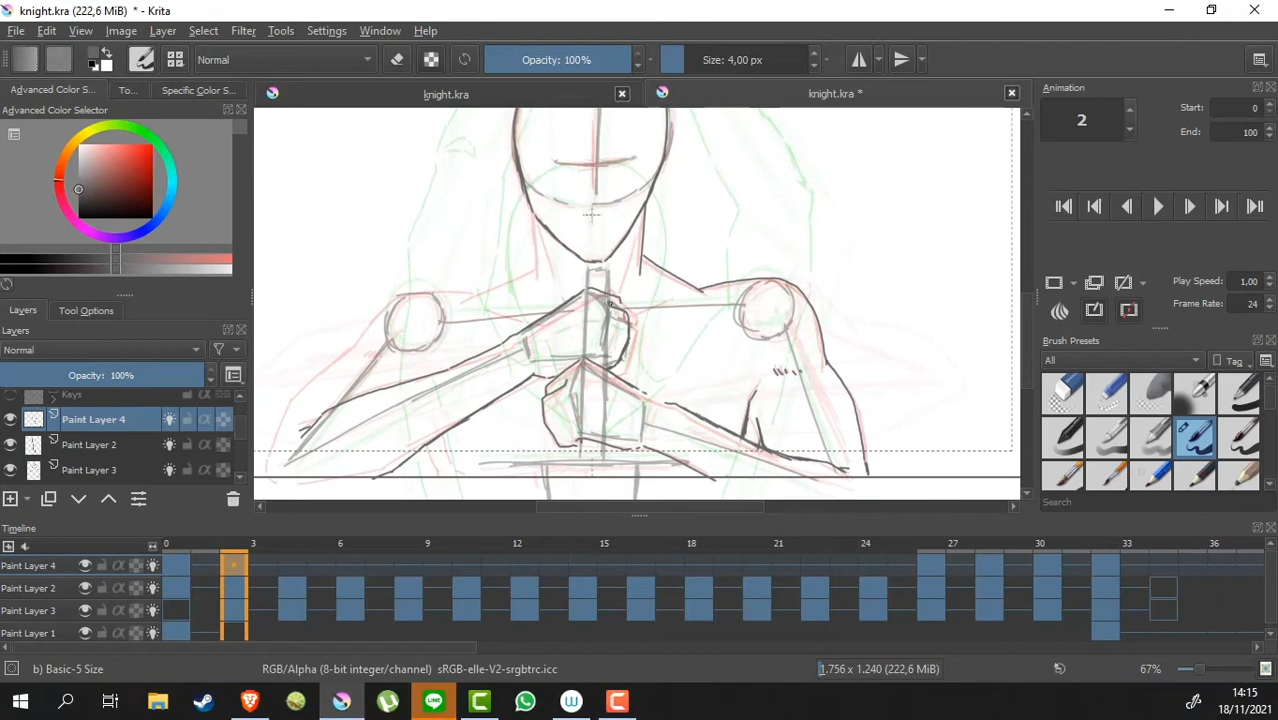 knight.kra (222,6 MiB) * - Krita
File Edit View Image Layer Select Filter Tools Settings Window Help
Normal Opacity: 100% Size: 4,00 px
Advanced Color S... To... Specific Color S...
knight.kra knight.kra *
Animation
Advanced Color Selector
2 Start: 0
End: 100
Play Speed: 1,00
Frame Rate: 24
Layers Tool Options
Layers
Normal
Opacity: 100%
Brush Presets
All Tag
Keys
Paint Layer 4
Paint Layer 2
Paint Layer 3
Search
Timeline
0 3 6 9 12 15 18 21 24 27 30 33 36
Paint Layer 4
Paint Layer 2
Paint Layer 3
Paint Layer 1
b) Basic-5 Size RGB/Alpha (8-bit integer/channel) sRGB-elle-V2-srgbtrc.icc 1.756 x 1.240 (222,6 MiB) 67%
LINE
14:15
18/11/2021